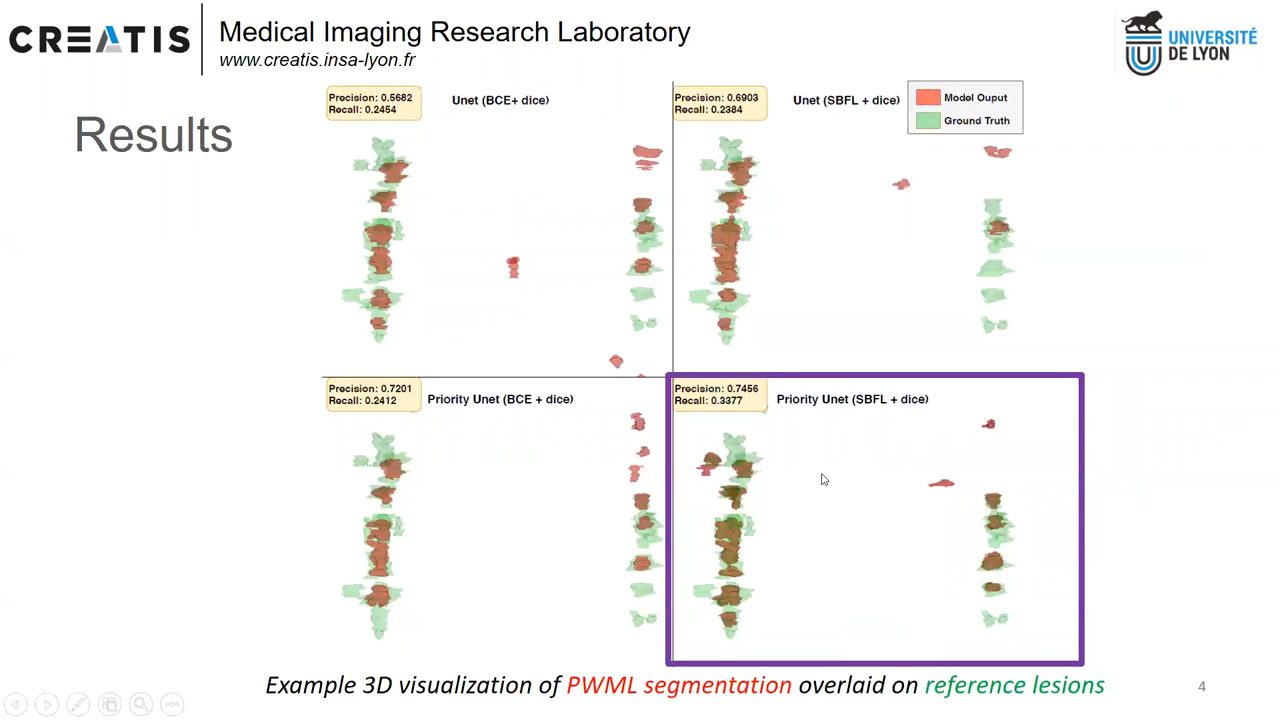 CREATIS
Medical Imaging Research Laboratory
www.creatis.insa-lyon.fr
UNIVERSITÉ
DE LYON
Results
Precision: 0.5682
Recall: 0.2454
Unet (BCE+ dice)
Precision: 0.6903
Recall: 0.2384
Unet (SBFL + dice)
Model Ouput
Ground Truth
Precision: 0.7201
Recall: 0.2412
Priority Unet (BCE + dice)
Precision: 0.7456
Recall: 0.3377
Priority Unet (SBFL + dice)
Example 3D visualization of PWML segmentation overlaid on reference lesions
4